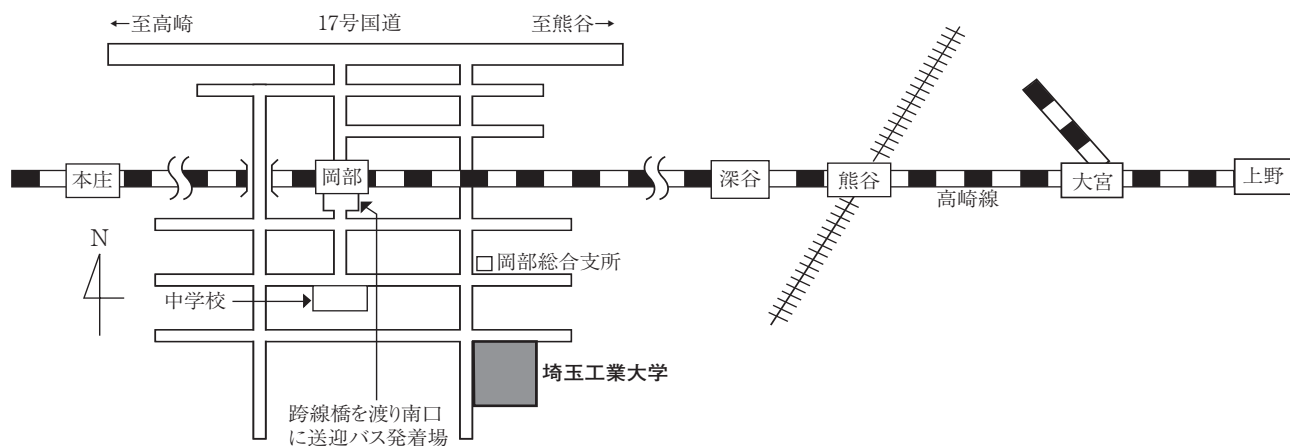 ←至高崎
17号国道
至熊谷→
本庄
岡部
深谷
熊谷
大宮
上野
高崎線
N
岡部総合支所
中学校
埼玉工業大学
跨線橋を渡り南口
に送迎バス発着場